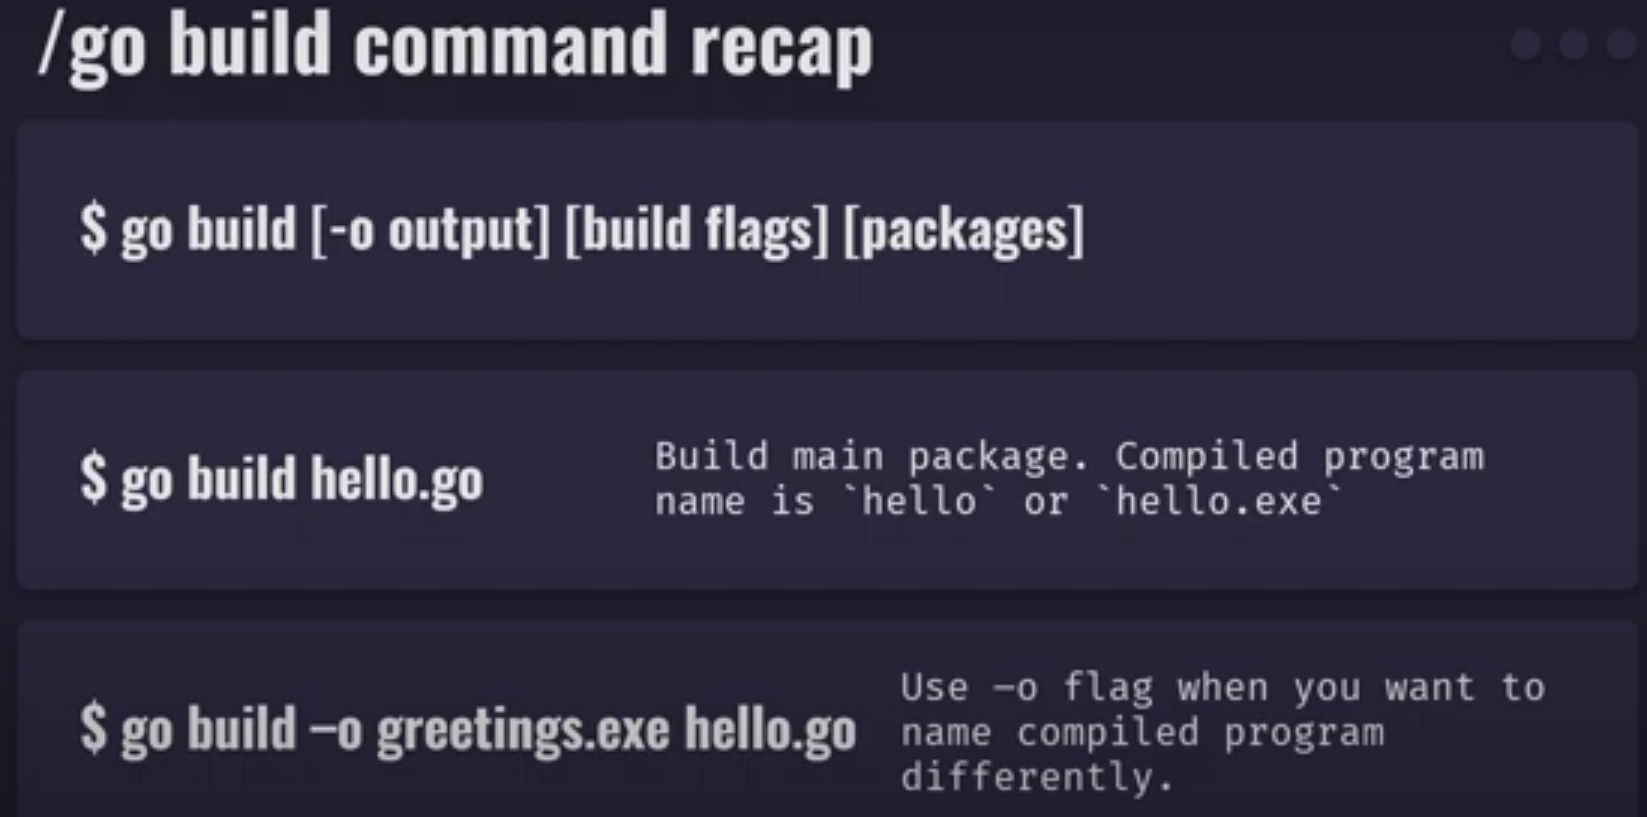 /go build command recap
$ go build [-o output] [build flags] [packages]
$ go build hello.go
Build main package. Compiled program
name is `hello` or `hello.exe`
$ go build –o greetings.exe hello.go
Use –o flag when you want to
name compiled program
differently.